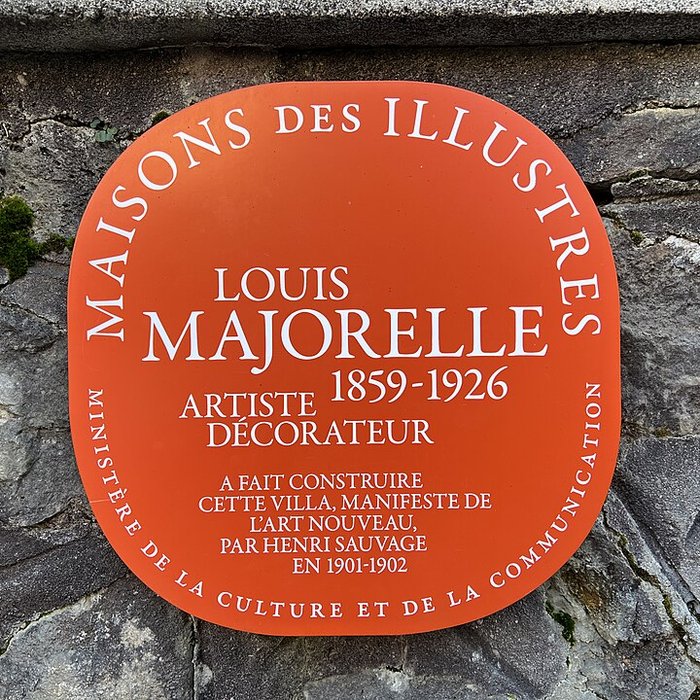 MAISONS DES ILLUSTRES
LOUIS
MAJORELLE
1859-1926
ARTISTE
DÉCORATEUR
A FAIT CONSTRUIRE
CETTE VILLA, MANIFESTE DE
L'ART NOUVEAU,
PAR HENRI SAUVAGE
EN 1901-1902
MINISTÈRE DE LA CULTURE ET DE LA COMMUNICATION